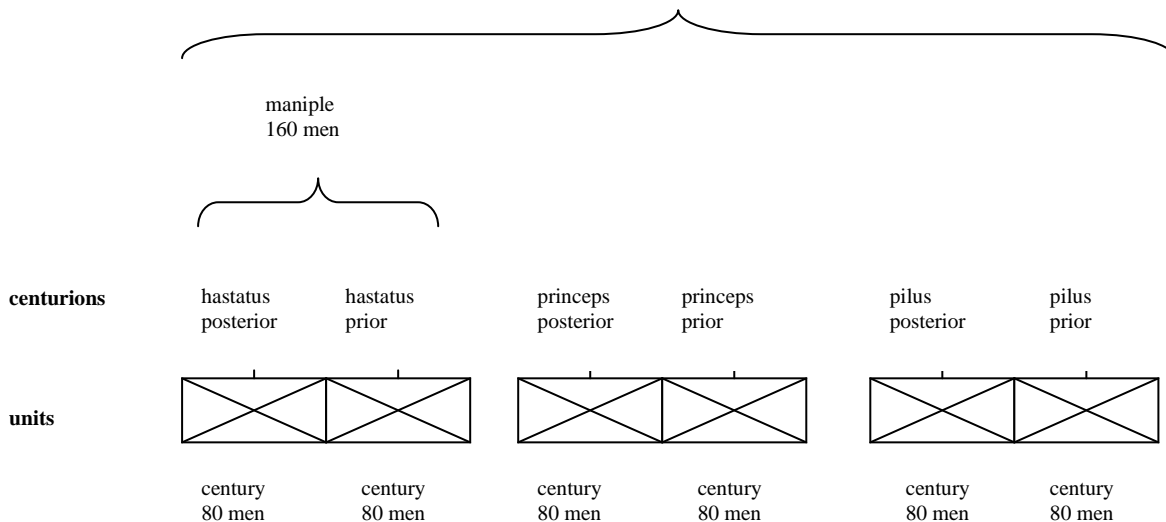 maniple
160 men
centurions
hastatus posterior
hastatus prior
princeps posterior
princeps prior
pilus posterior
pilus prior
units
century 80 men
century 80 men
century 80 men
century 80 men
century 80 men
century 80 men